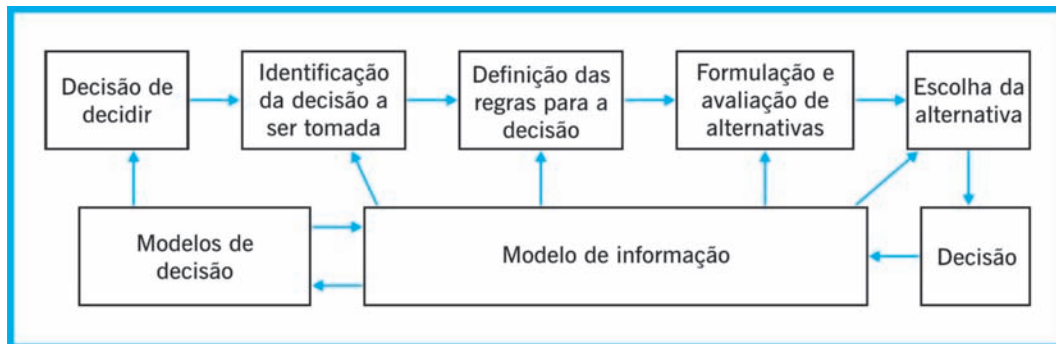 Decisão de
decidir
Identificação
da decisão a
ser tomada
Definição das
regras para a
decisão
Formulação e
avaliação de
alternativas
Escolha da
alternativa
Modelos de
decisão
Modelo de informação
Decisão